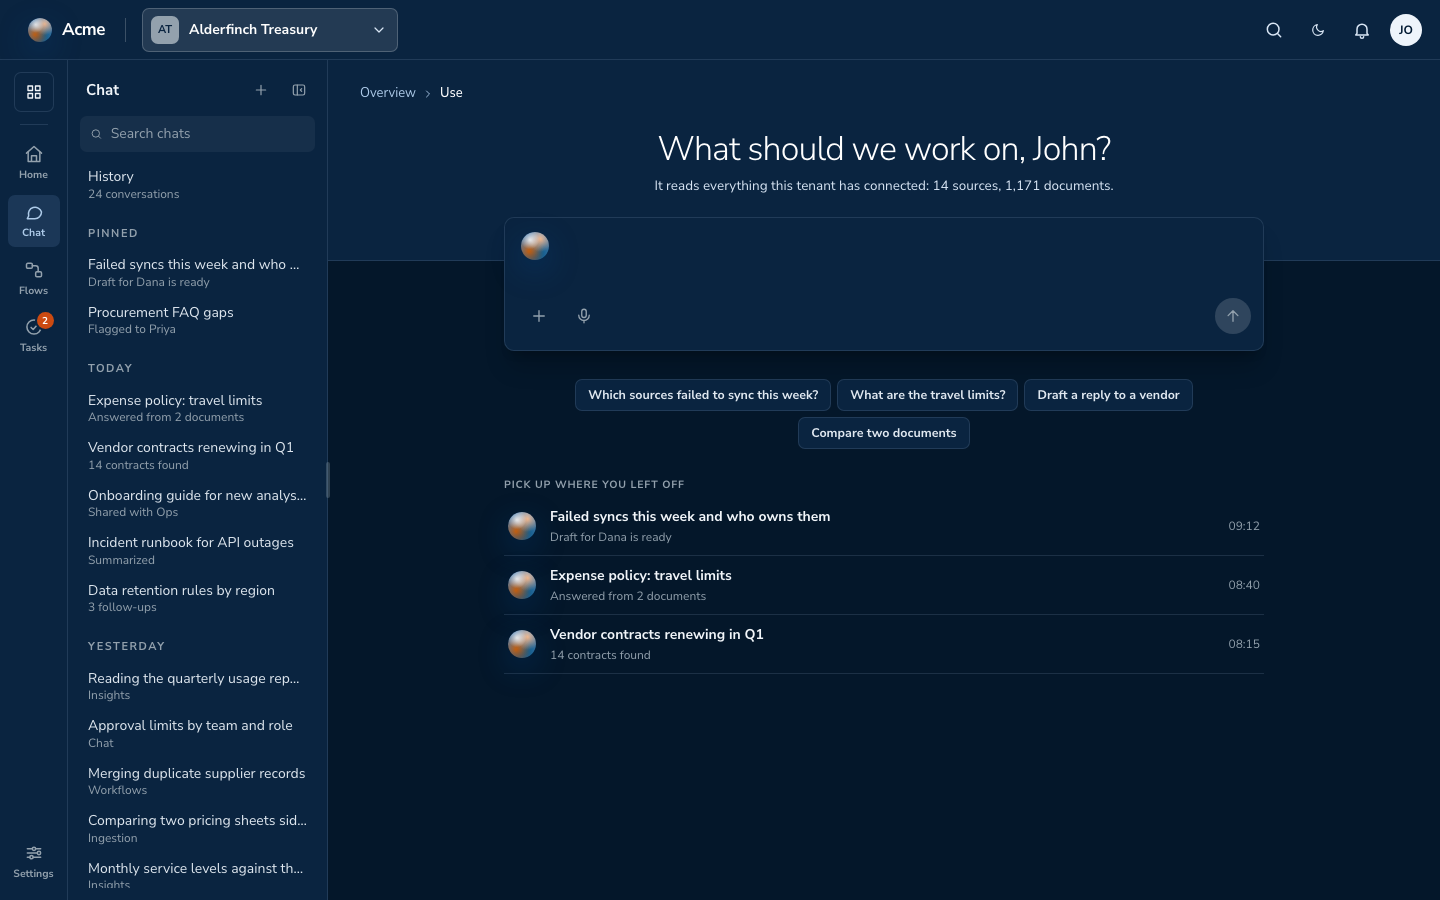 Acme
AT
Alderfinch Treasury
JO
Home
Chat
Flows
2
Tasks
Settings
Chat
Search chats
History
24 conversations
PINNED
Failed syncs this week and who ...
Draft for Dana is ready
Procurement FAQ gaps
Flagged to Priya
TODAY
Expense policy: travel limits
Answered from 2 documents
Vendor contracts renewing in Q1
14 contracts found
Onboarding guide for new analys...
Shared with Ops
Incident runbook for API outages
Summarized
Data retention rules by region
3 follow-ups
YESTERDAY
Reading the quarterly usage rep...
Insights
Approval limits by team and role
Chat
Merging duplicate supplier records
Workflows
Comparing two pricing sheets sid...
Ingestion
Monthly service levels against th...
Insights
Overview > Use
What should we work on, John?
It reads everything this tenant has connected: 14 sources, 1,171 documents.
Which sources failed to sync this week?
What are the travel limits?
Draft a reply to a vendor
Compare two documents
PICK UP WHERE YOU LEFT OFF
Failed syncs this week and who owns them
Draft for Dana is ready
09:12
Expense policy: travel limits
Answered from 2 documents
08:40
Vendor contracts renewing in Q1
14 contracts found
08:15